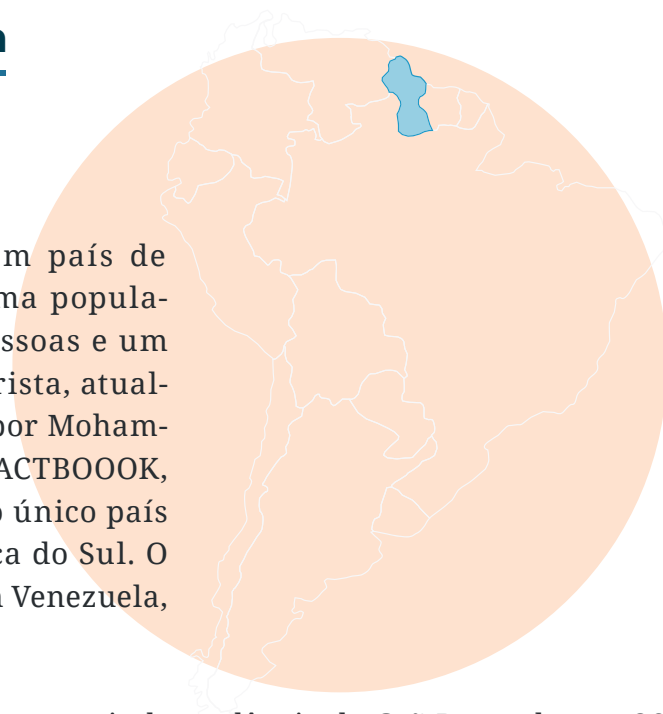 m país de
ma popula-
ssoas e um
rista, atual-
por Moham-
ACTBOOOK,
o único país
ca do Sul. O
Venezuela,